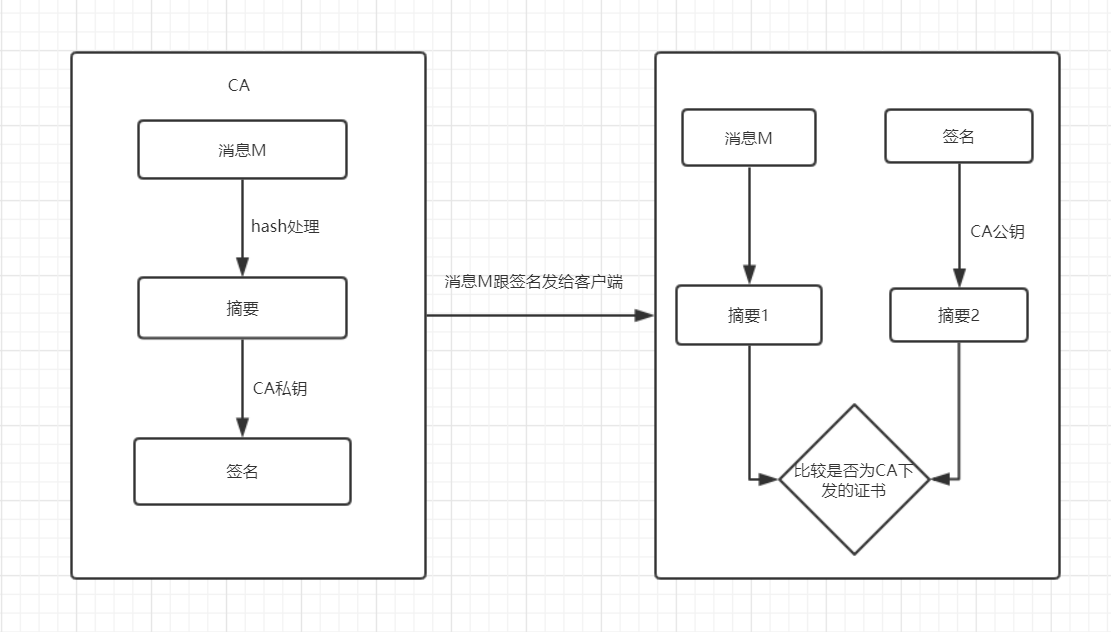 CA
消息M
hash处理
摘要
CA私钥
签名
消息M跟签名发给客户端
消息M
签名
CA公钥
摘要1
摘要2
比较是否为CA下
发的证书